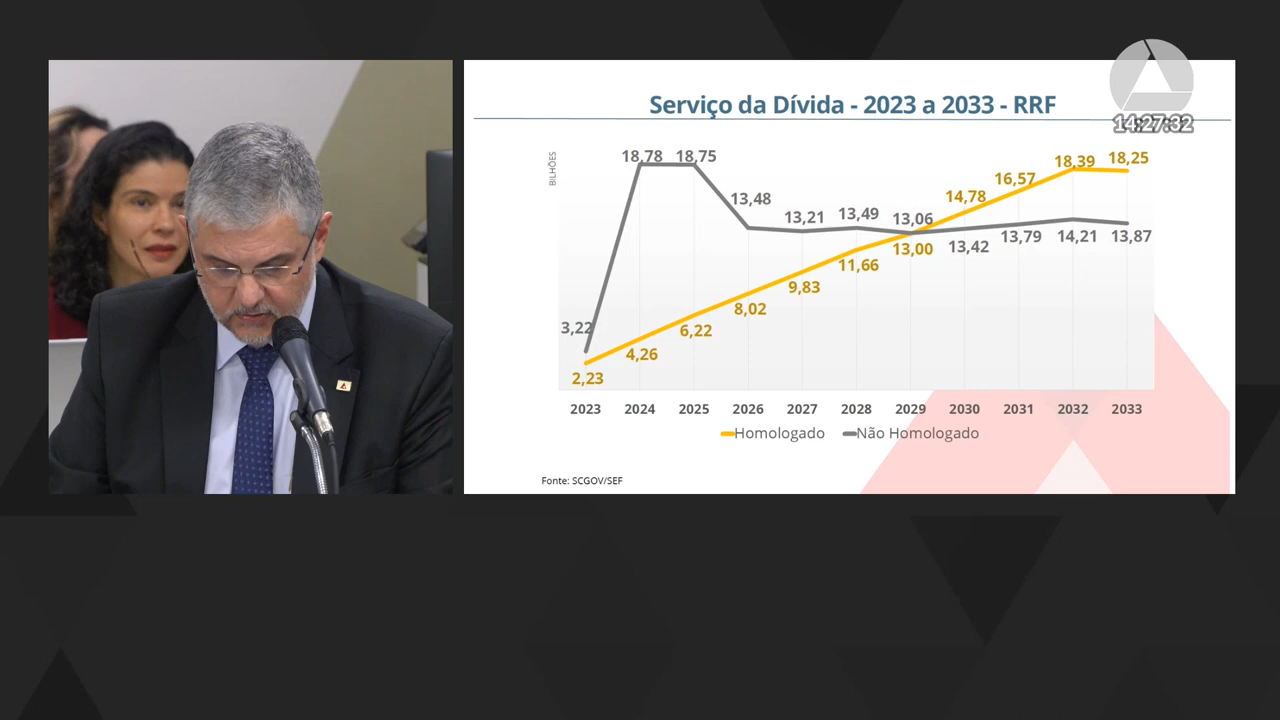 Serviço da Dívida - 2023 a 2033 - RRF
14:27:32
BILHÕES
18,78 18,75 13,48 13,21 13,49 13,06 13,42 13,79 14,21 13,87
3,22
2,23 4,26 6,22 8,02 9,83 11,66 13,00 14,78 16,57 18,39 18,25
2023 2024 2025 2026 2027 2028 2029 2030 2031 2032 2033
Homologado Não Homologado
Fonte: SCGOV/SEF